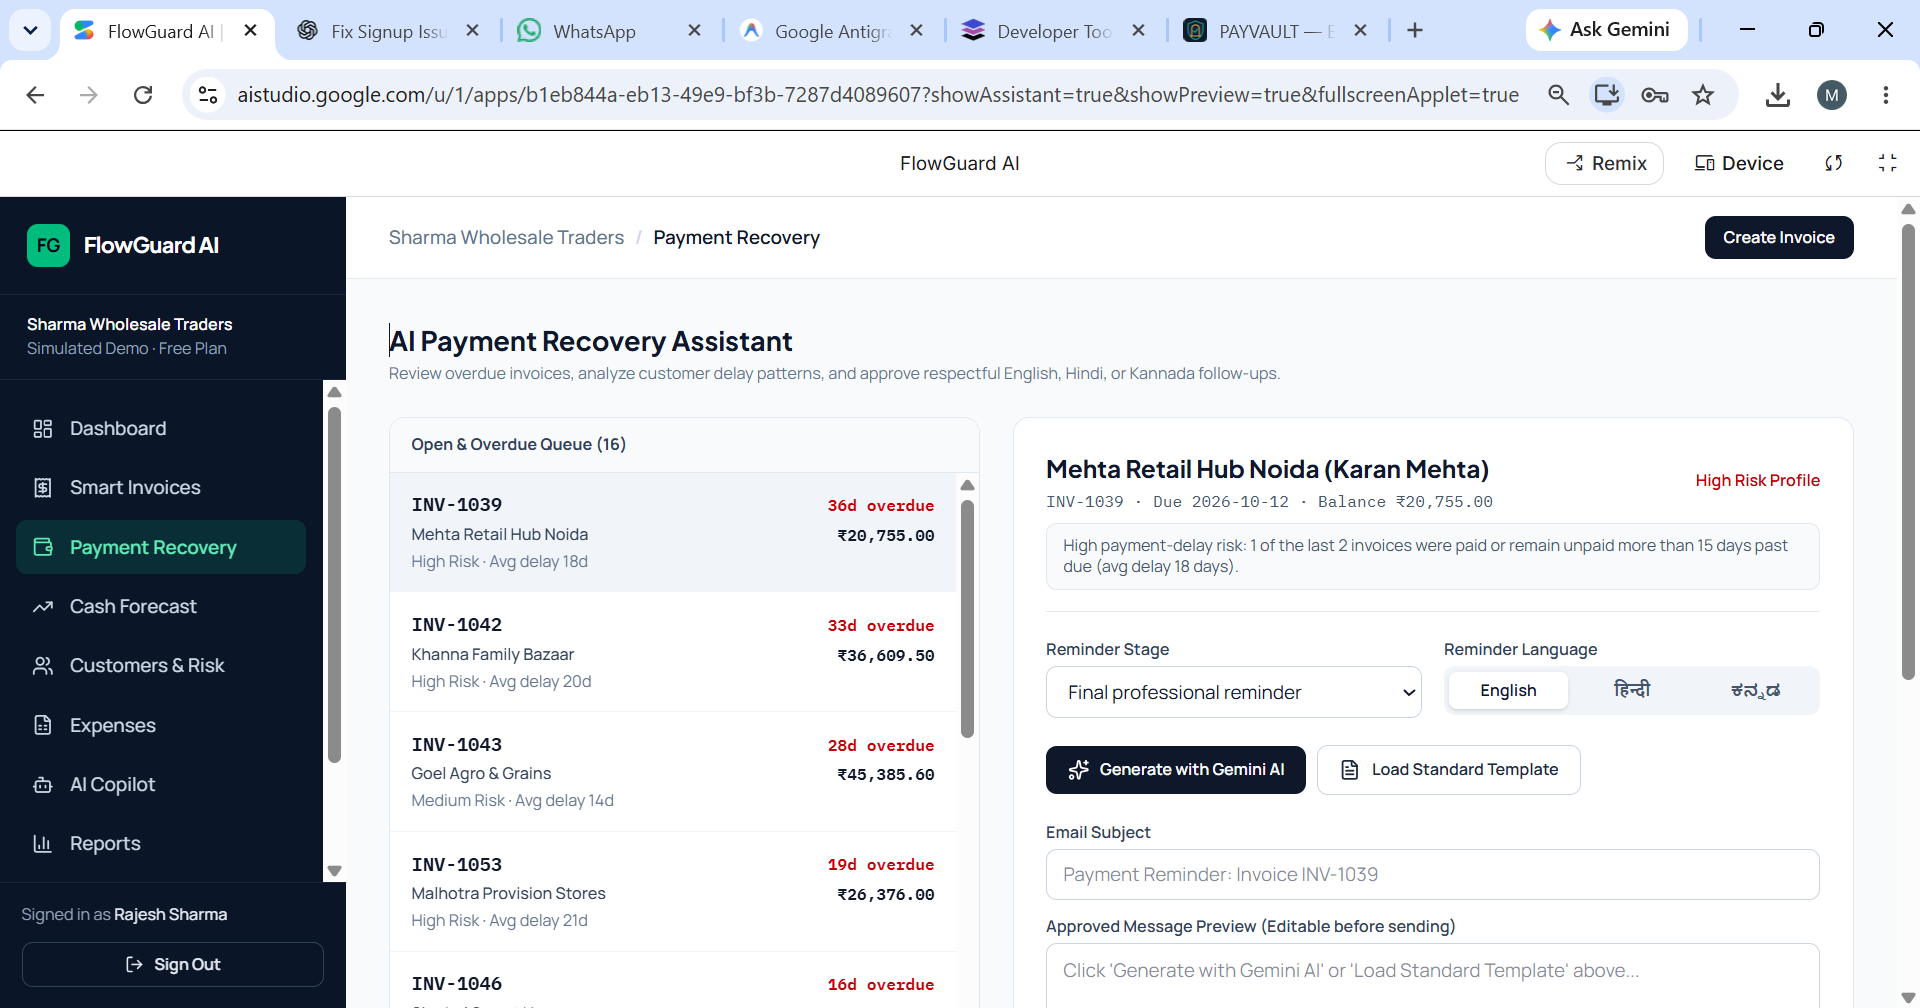 FlowGuard AI
Fix Signup Issu
WhatsApp
Google Antigra
Developer Too
PAYVAULT — E
Ask Gemini
aistudio.google.com/u/1/apps/b1eb844a-eb13-49e9-bf3b-7287d4089607?showAssistant=true&showPreview=true&fullscreenApplet=true
M
FlowGuard AI
Remix
Device
FG
FlowGuard AI
Sharma Wholesale Traders
Simulated Demo · Free Plan
Dashboard
Smart Invoices
Payment Recovery
Cash Forecast
Customers & Risk
Expenses
AI Copilot
Reports
Signed in as Rajesh Sharma
Sign Out
Sharma Wholesale Traders / Payment Recovery
Create Invoice
AI Payment Recovery Assistant
Review overdue invoices, analyze customer delay patterns, and approve respectful English, Hindi, or Kannada follow-ups.
Open & Overdue Queue (16)
INV-1039 36d overdue
Mehta Retail Hub Noida ₹20,755.00
High Risk · Avg delay 18d
INV-1042 33d overdue
Khanna Family Bazaar ₹36,609.50
High Risk · Avg delay 20d
INV-1043 28d overdue
Goel Agro & Grains ₹45,385.60
Medium Risk · Avg delay 14d
INV-1053 19d overdue
Malhotra Provision Stores ₹26,376.00
High Risk · Avg delay 21d
INV-1046 16d overdue
Mehta Retail Hub Noida (Karan Mehta)
High Risk Profile
INV-1039 · Due 2026-10-12 · Balance ₹20,755.00
High payment-delay risk: 1 of the last 2 invoices were paid or remain unpaid more than 15 days past
due (avg delay 18 days).
Reminder Stage
Final professional reminder
Reminder Language
English हिन्दी ಕನ್ನಡ
Generate with Gemini AI
Load Standard Template
Email Subject
Payment Reminder: Invoice INV-1039
Approved Message Preview (Editable before sending)
Click 'Generate with Gemini AI' or 'Load Standard Template' above...